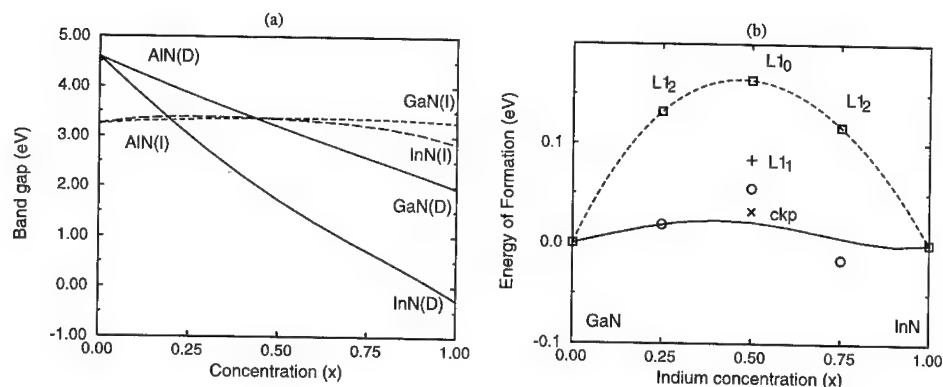 (a)
5.00
4.00
3.00
2.00
1.00
0.00
-1.00
Band gap (eV)
AlN(D)
GaN(I)
AlN(I)
InN(I)
GaN(D)
InN(D)
0.00 0.25 0.50 0.75 1.00
Concentration (x)
(b)
0.1
0.0
-0.1
Energy of Formation (eV)
L1₀
L1₂
L1₂
+ L1₁
× ckp
GaN
InN
0.00 0.25 0.50 0.75 1.00
Indium concentration (x)